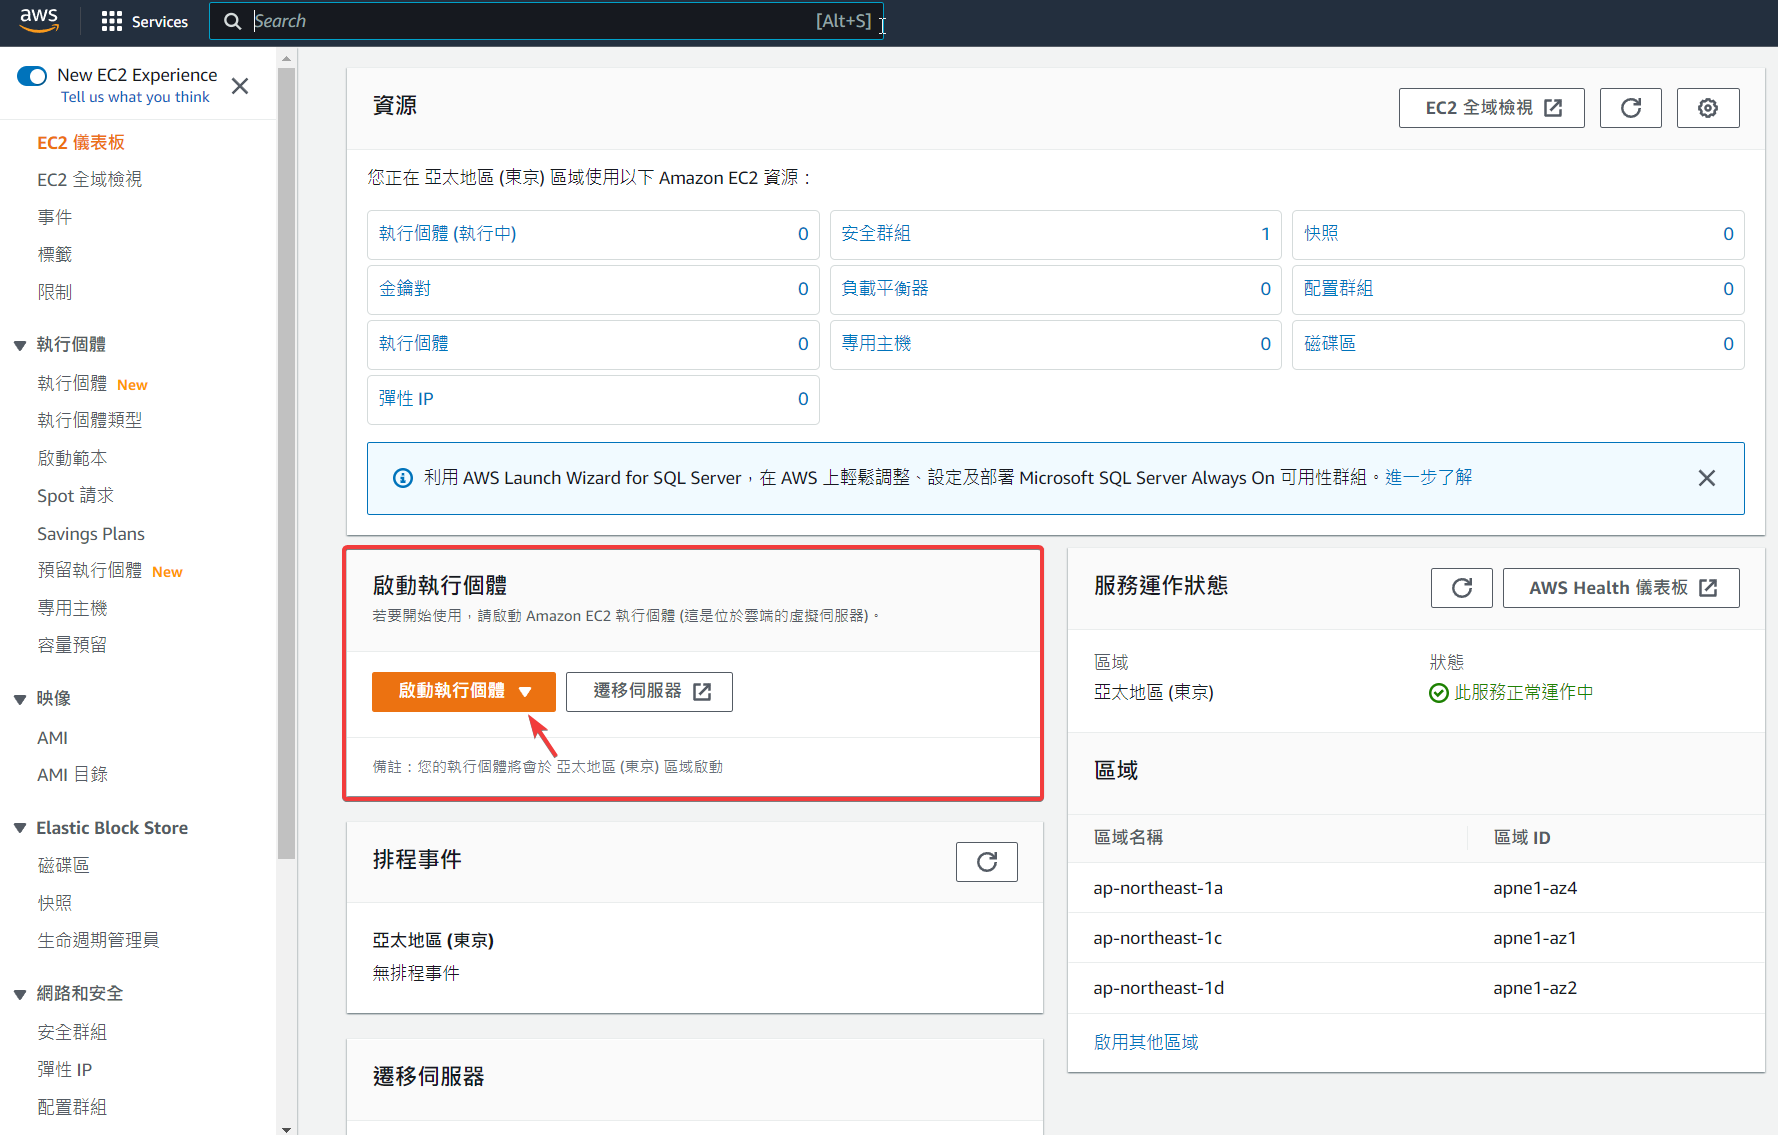 aws
Services
Search
[Alt+S]
New EC2 Experience
Tell us what you think
EC2 儀表板
EC2 全域檢視
事件
標籤
限制
執行個體
執行個體 New
執行個體類型
啟動範本
Spot 請求
Savings Plans
預留執行個體 New
專用主機
容量預留
映像
AMI
AMI 目錄
Elastic Block Store
磁碟區
快照
生命週期管理員
網路和安全
安全群組
彈性 IP
配置群組
資源
EC2 全域檢視
您正在 亞太地區 (東京) 區域使用以下 Amazon EC2 資源：
執行個體 (執行中) 0
安全群組 1
快照 0
金鑰對 0
負載平衡器 0
配置群組 0
執行個體 0
專用主機 0
磁碟區 0
彈性 IP 0
利用 AWS Launch Wizard for SQL Server，在 AWS 上輕鬆調整、設定及部署 Microsoft SQL Server Always On 可用性群組。進一步了解
啟動執行個體
若要開始使用，請啟動 Amazon EC2 執行個體 (這是位於雲端的虛擬伺服器)。
啟動執行個體
遷移伺服器
備註：您的執行個體將會於 亞太地區 (東京) 區域啟動
排程事件
亞太地區 (東京)
無排程事件
遷移伺服器
服務運作狀態
AWS Health 儀表板
區域
狀態
亞太地區 (東京)
此服務正常運作中
區域
區域名稱
區域 ID
ap-northeast-1a apne1-az4
ap-northeast-1c apne1-az1
ap-northeast-1d apne1-az2
啟用其他區域